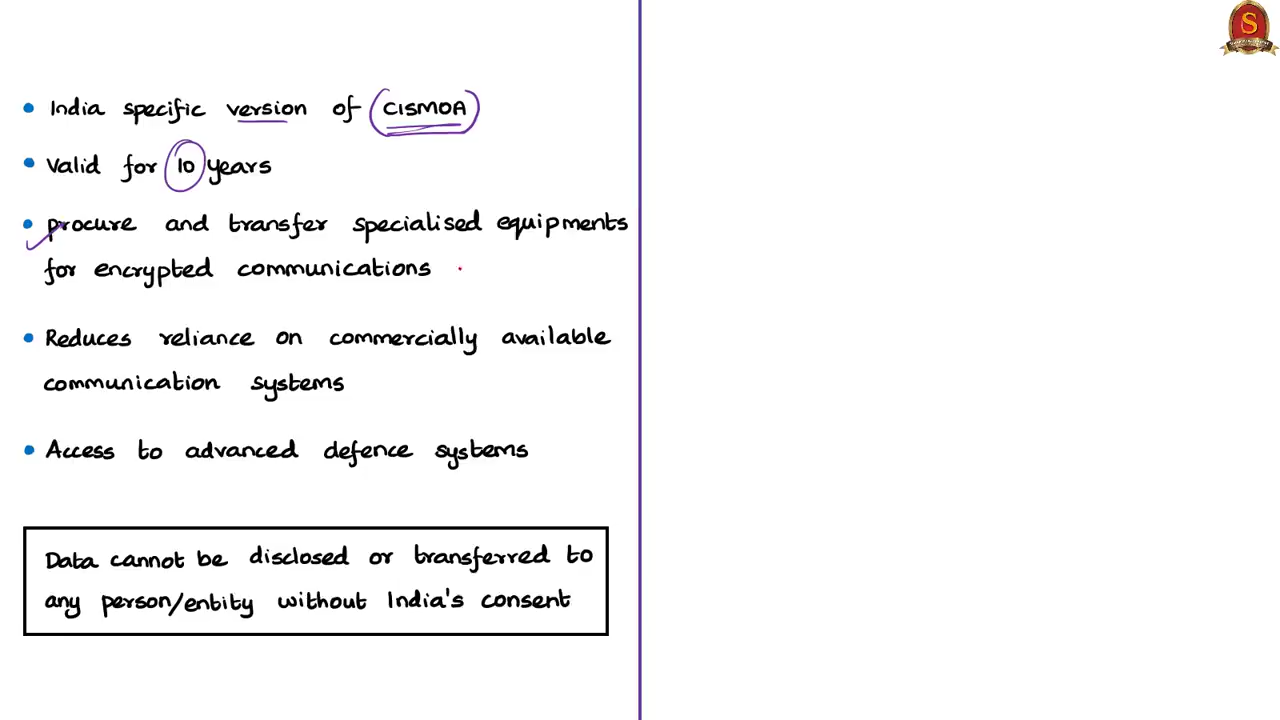 India specific version of CISMOA
Valid for 10 years
procure and transfer specialised equipments
for encrypted communications
Reduces reliance on commercially available
communication systems
Access to advanced defence systems
Data cannot be disclosed or transferred to
any person/entity without India's consent
S